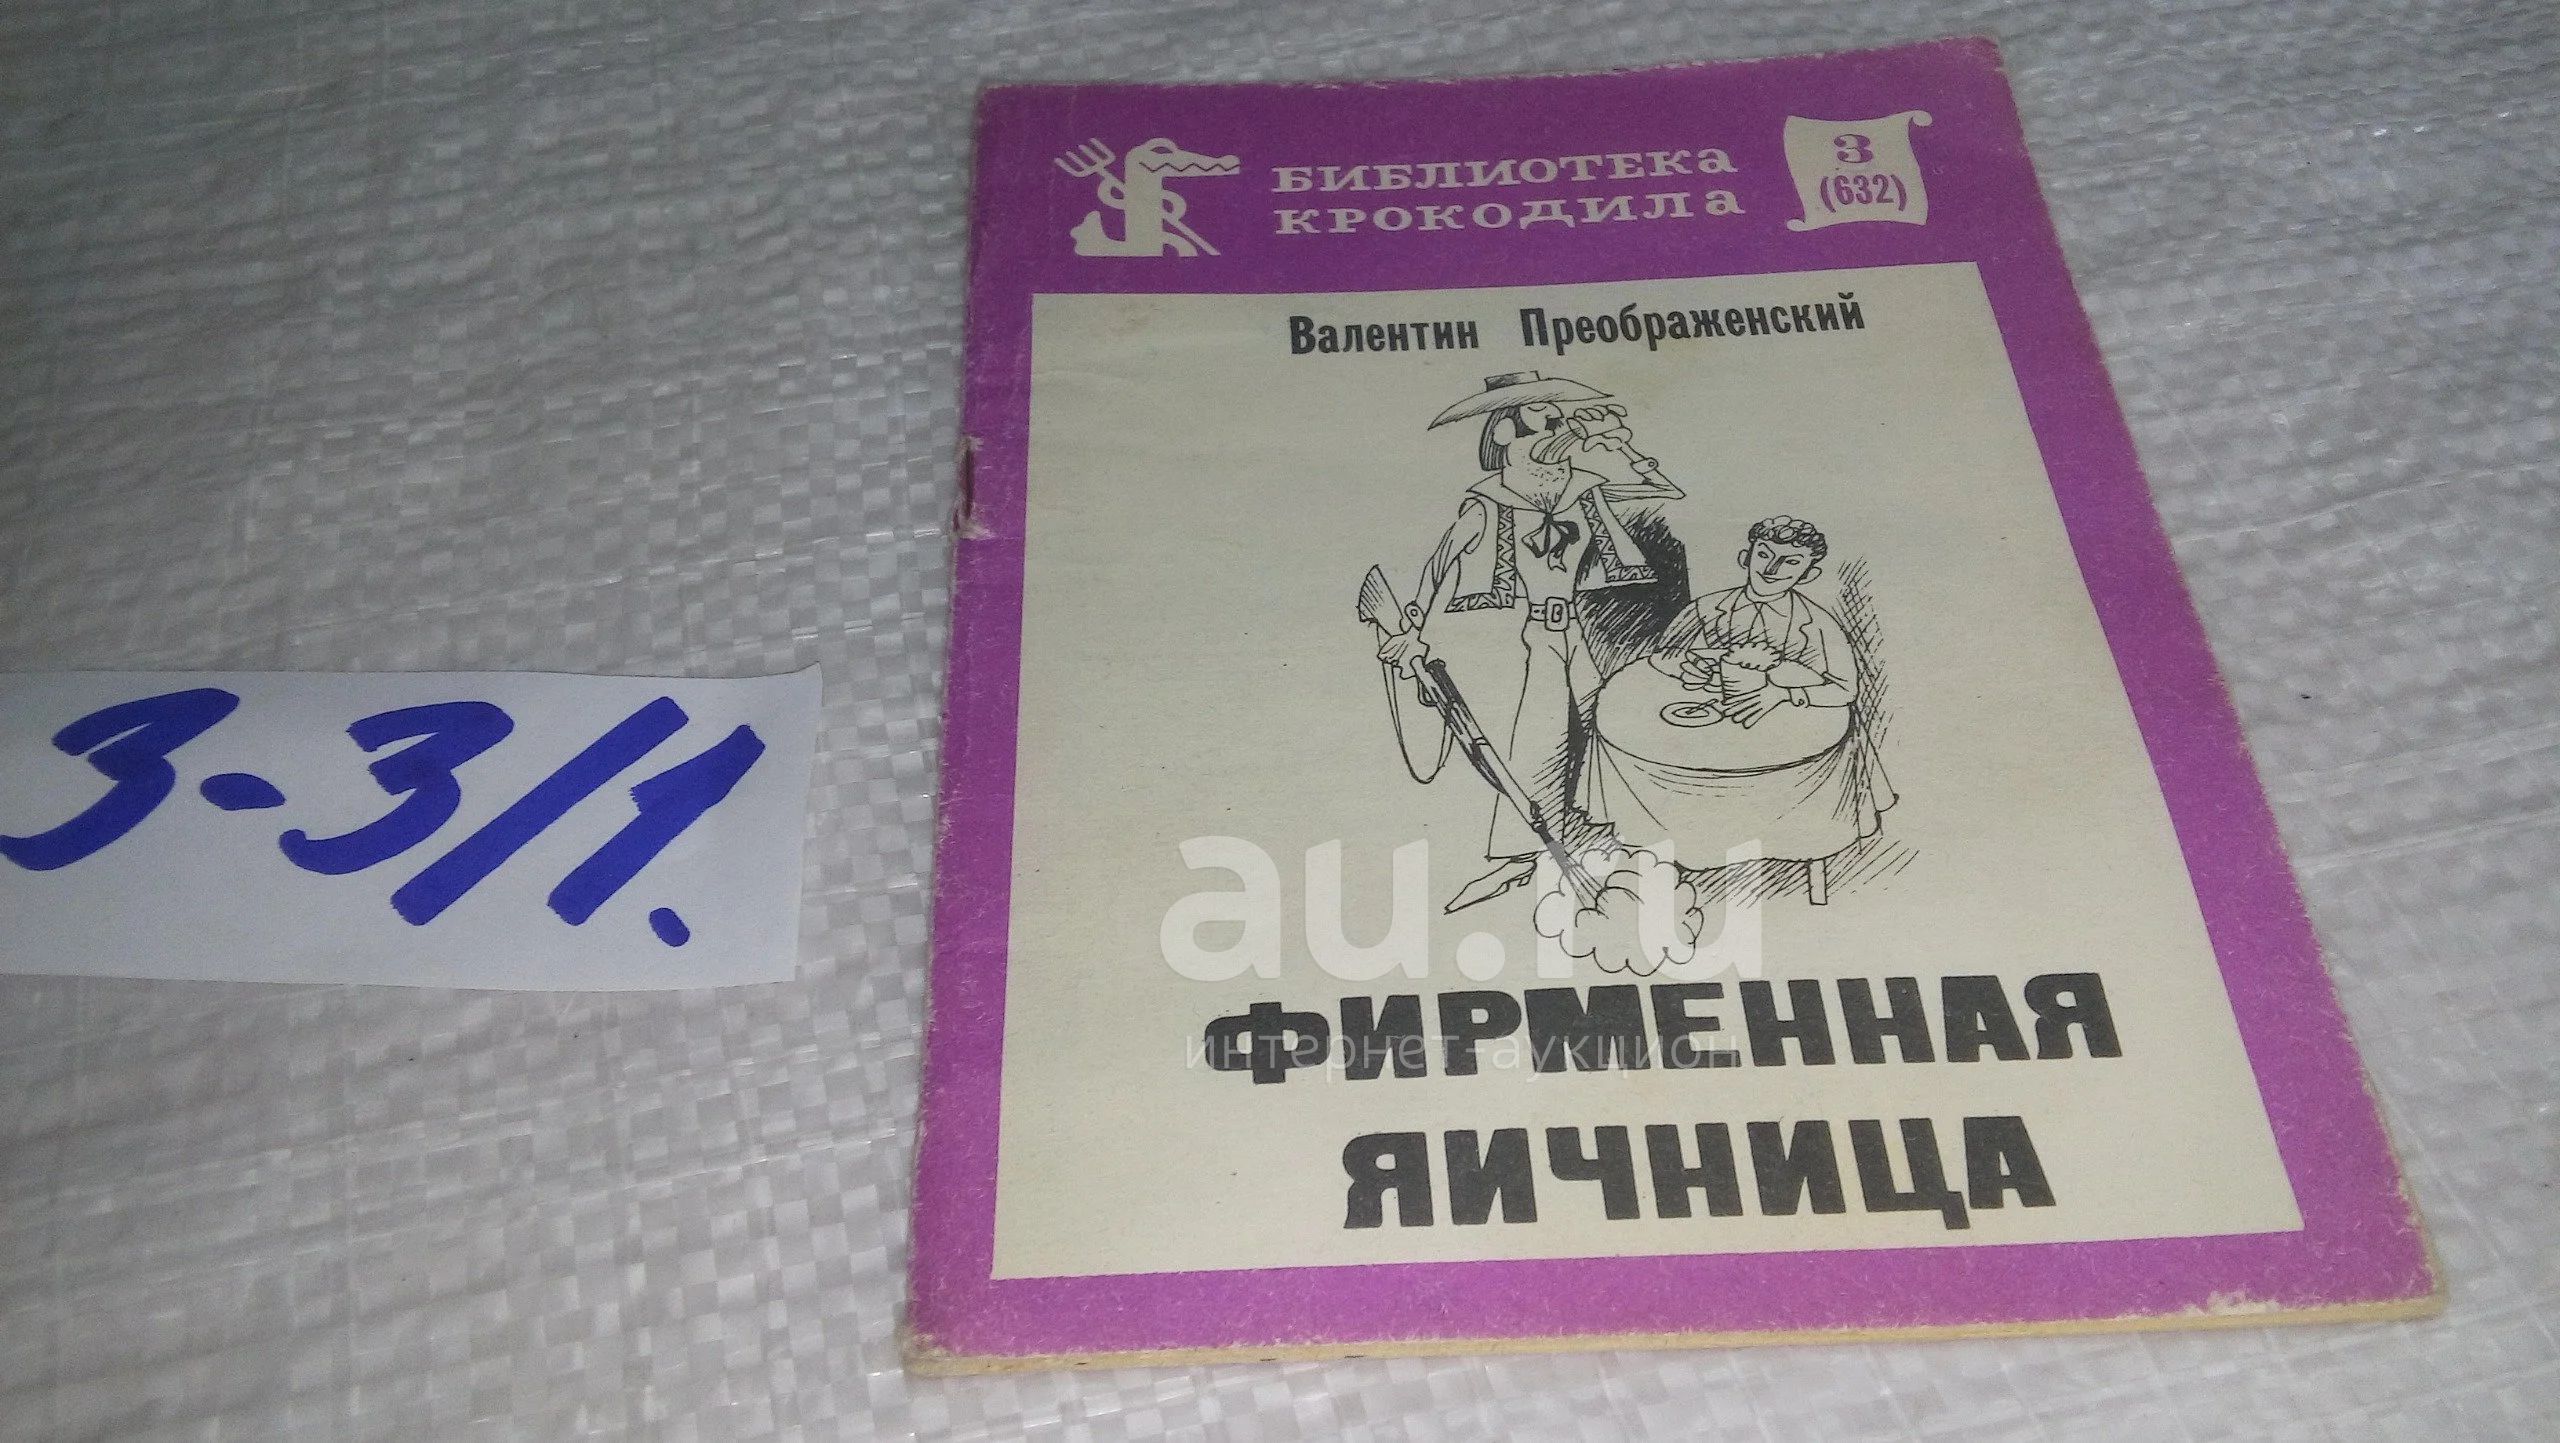 БИБЛИОТЕКА
КРОКОДИЛА
3
(632)
Валентин Преображенский
ФИРМЕННАЯ
ЯИЧНИЦА
3-3/1.
au.ru
интернет-аукцион